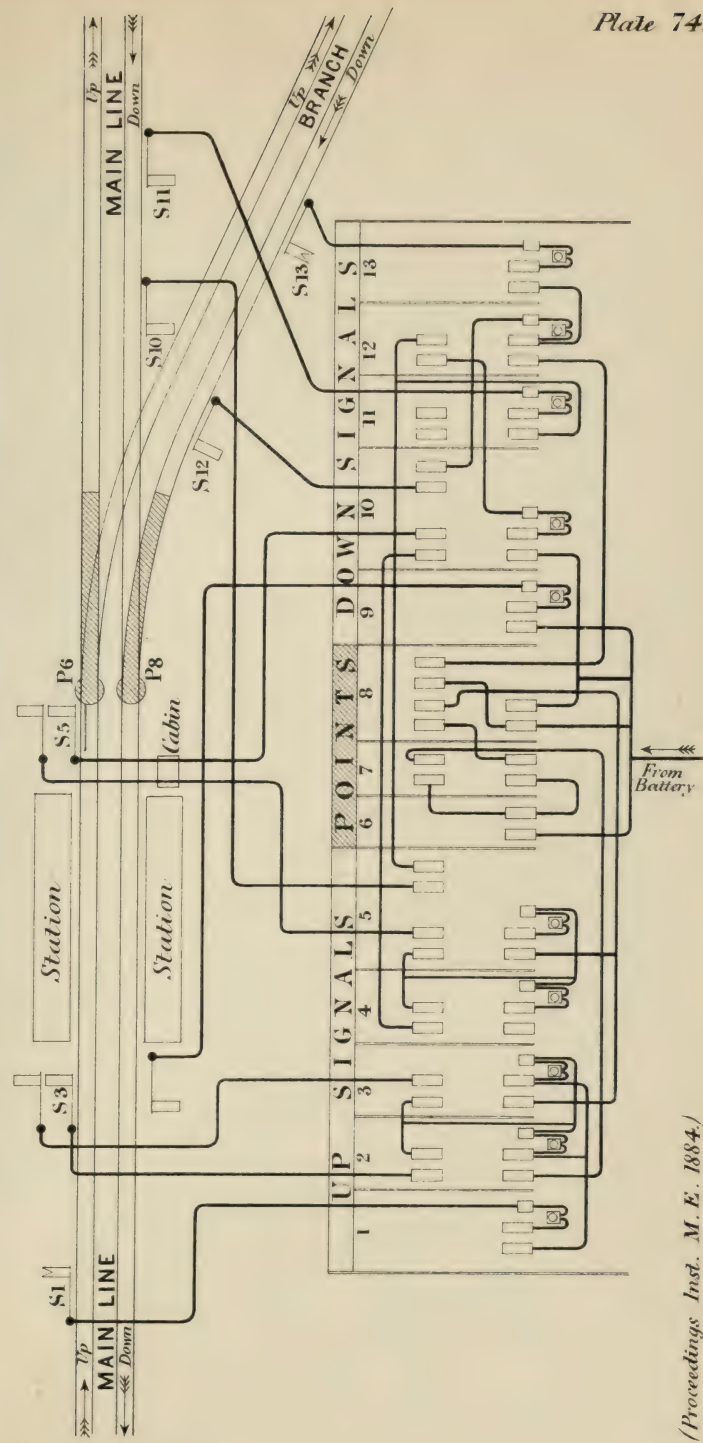 Plate 74.
Up
MAIN LINE
Down
Up
BRANCH
Down
S11
S10
S13
S12
P6
P8
S5
Cabin
Station
Station
S3
S1
Up
MAIN LINE
Down
UP SIGNALS
POINTS
DOWN SIGNALS
1
2
3
4
5
6
7
8
9
10
11
12
13
From
Battery
(Proceedings Inst. M. E. 1884.)